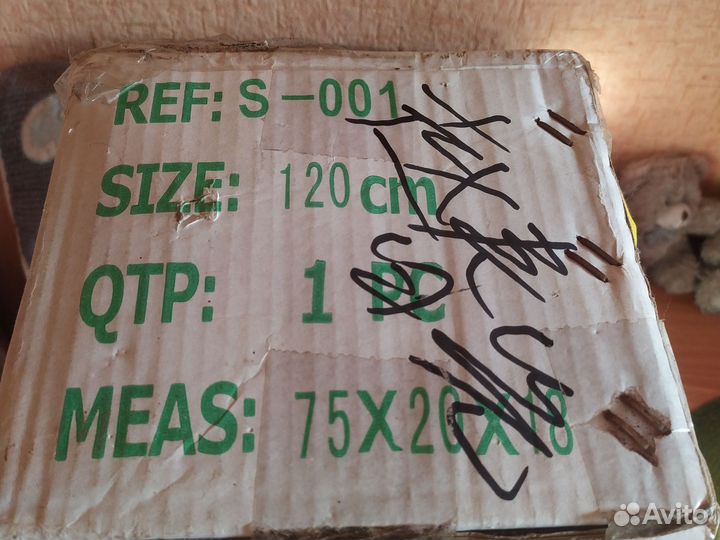 REF: S-001
SIZE: 120 cm
QTP: 1 PC
MEAS: 75X20X18
Avito